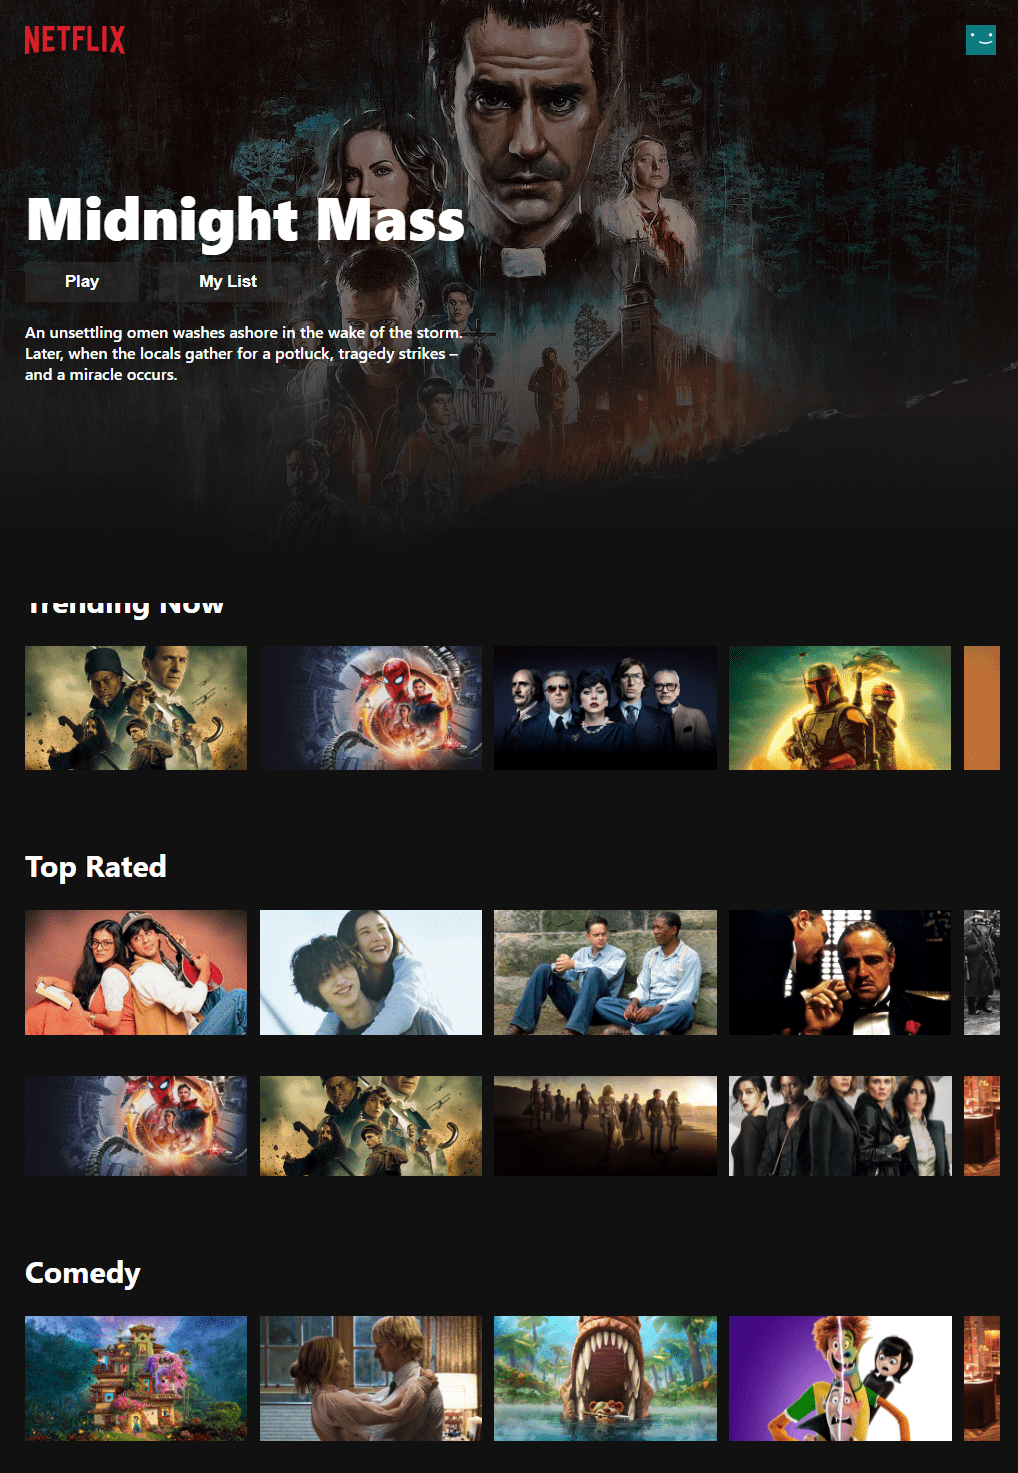 NETFLIX
Midnight Mass
Play
My List
An unsettling omen washes ashore in the wake of the storm.
Later, when the locals gather for a potluck, tragedy strikes –
and a miracle occurs.
Trending Now
Top Rated
Comedy